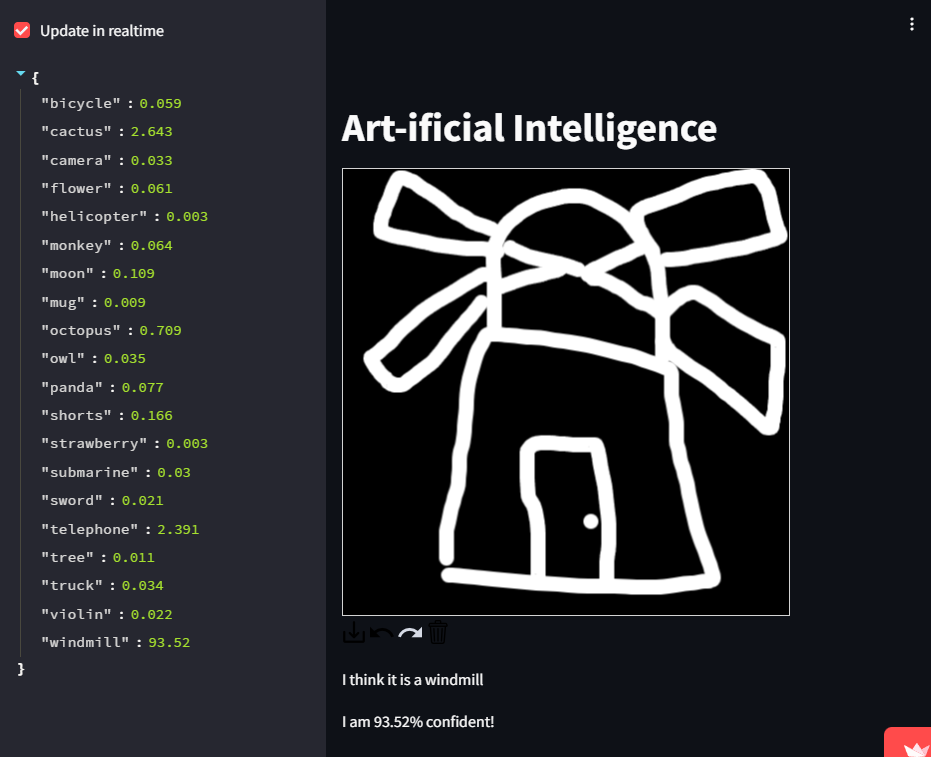 Update in realtime
{
"bicycle" : 0.059
"cactus" : 2.643
"camera" : 0.033
"flower" : 0.061
"helicopter" : 0.003
"monkey" : 0.064
"moon" : 0.109
"mug" : 0.009
"octopus" : 0.709
"owl" : 0.035
"panda" : 0.077
"shorts" : 0.166
"strawberry" : 0.003
"submarine" : 0.03
"sword" : 0.021
"telephone" : 2.391
"tree" : 0.011
"truck" : 0.034
"violin" : 0.022
"windmill" : 93.52
}
Art-ificial Intelligence
I think it is a windmill
I am 93.52% confident!